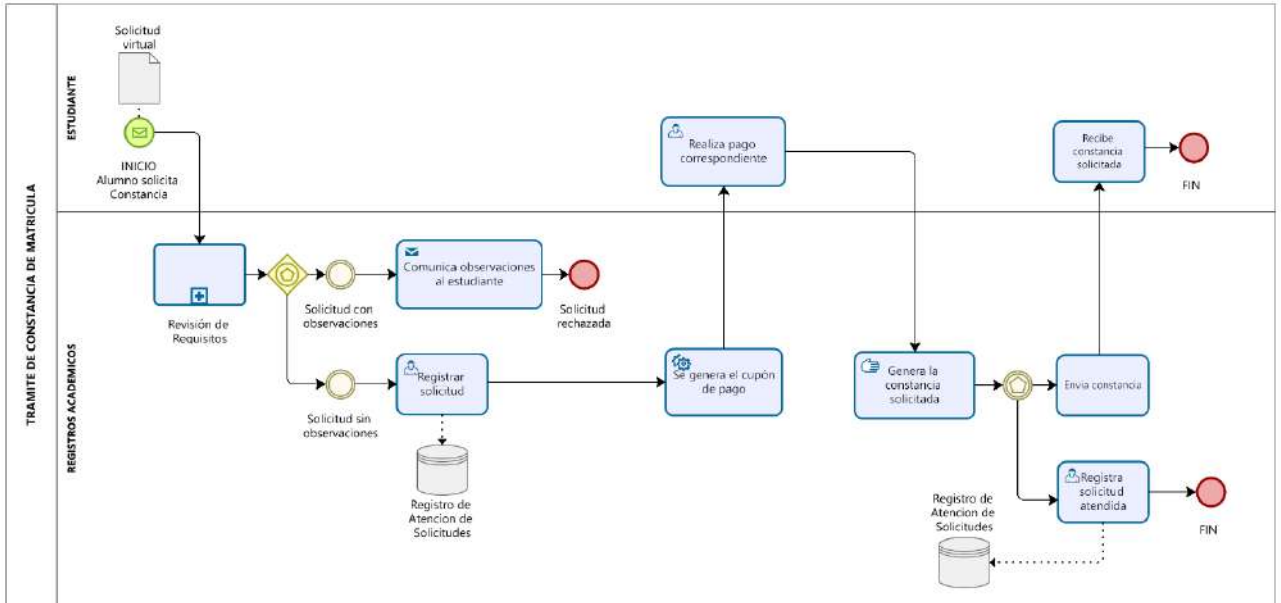 TRAMITE DE CONSTANCIA DE MATRICULA
ESTUDIANTE
Solicitud
virtual
INICIO
Alumno solicita
Constancia
Realiza pago
correspondiente
Recibe
constancia
solicitada
FIN
REGISTROS ACADEMICOS
Revisión de
Requisitos
Solicitud con
observaciones
Comunica observaciones
al estudiante
Solicitud
rechazada
Solicitud sin
observaciones
Registrar
solicitud
Registro de
Atencion de
Solicitudes
Se genera el cupón
de pago
Genera la
constancia
solicitada
Envia constancia
Registra
solicitud
atendida
FIN
Registro de
Atencion de
Solicitudes